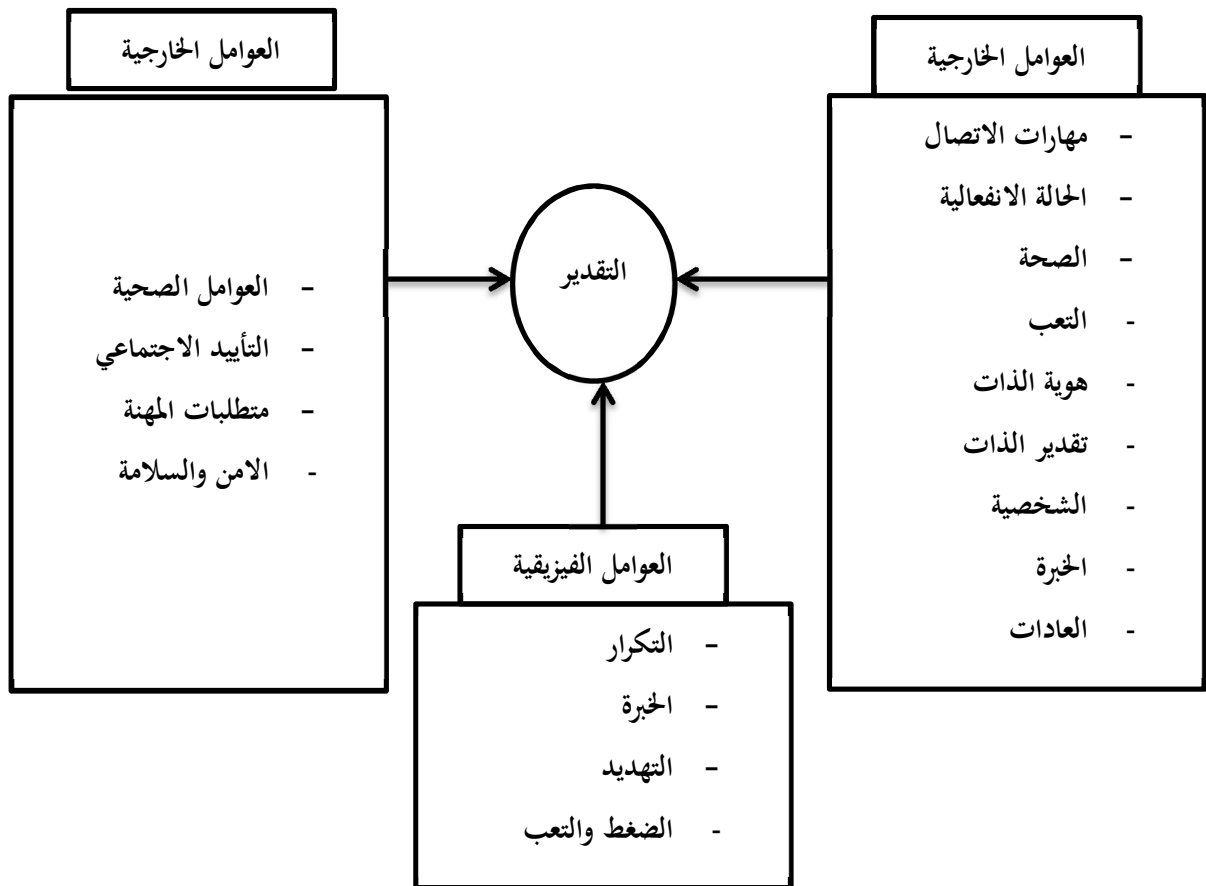 العوامل الخارجية
- مهارات الاتصال
- الحالة الانفعالية
- الصحة
- التعب
- هوية الذات
- تقدير الذات
- الشخصية
- الخبرة
- العادات
التقدير
العوامل الخارجية
- العوامل الصحية
- التأييد الاجتماعي
- متطلبات المهنة
- الامن والسلامة
العوامل الفيزيقية
- التكرار
- الخبرة
- التهديد
- الضغط والتعب